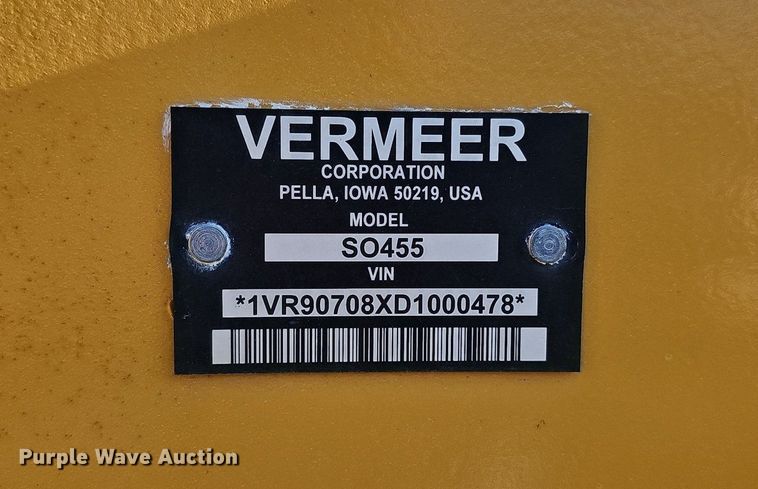 VERMEER
CORPORATION
PELLA, IOWA 50219, USA
MODEL
SO455
VIN
*1VR90708XD1000478*
Purple Wave Auction